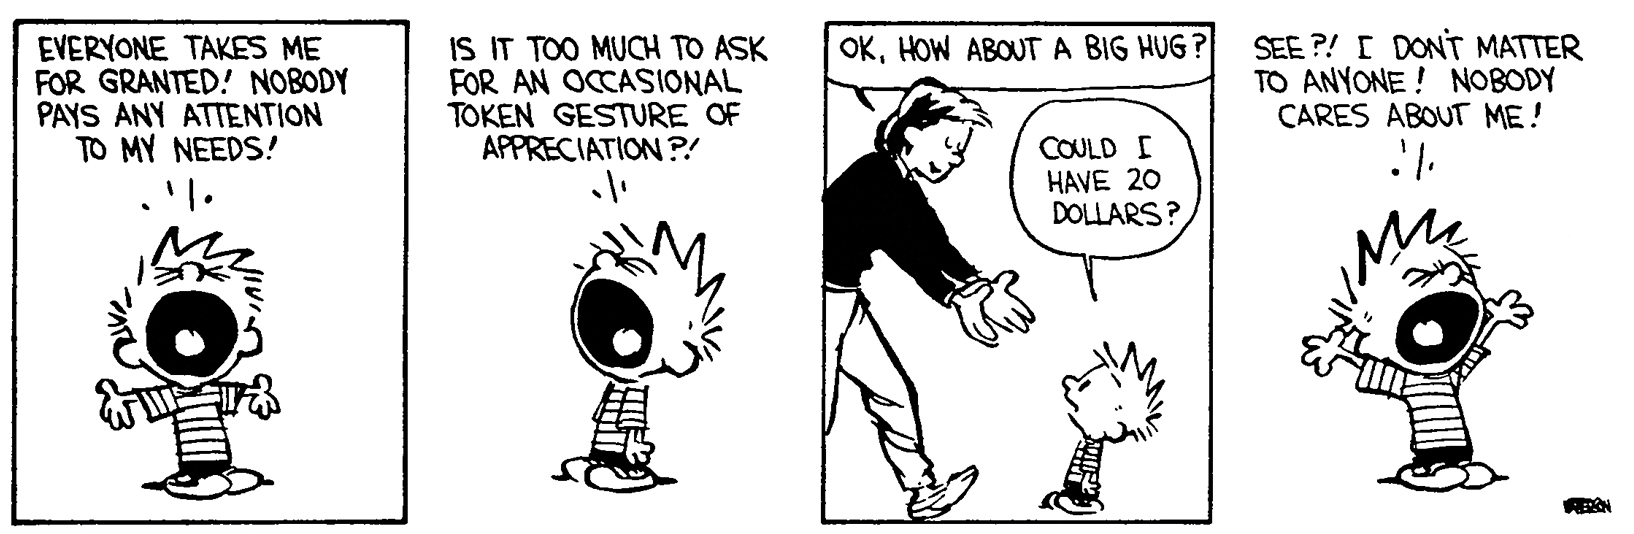 EVERYONE TAKES ME
FOR GRANTED! NOBODY
PAYS ANY ATTENTION
TO MY NEEDS!
IS IT TOO MUCH TO ASK
FOR AN OCCASIONAL
TOKEN GESTURE OF
APPRECIATION?!
OK, HOW ABOUT A BIG HUG?
COULD I
HAVE 20
DOLLARS?
SEE?! I DON'T MATTER
TO ANYONE! NOBODY
CARES ABOUT ME!